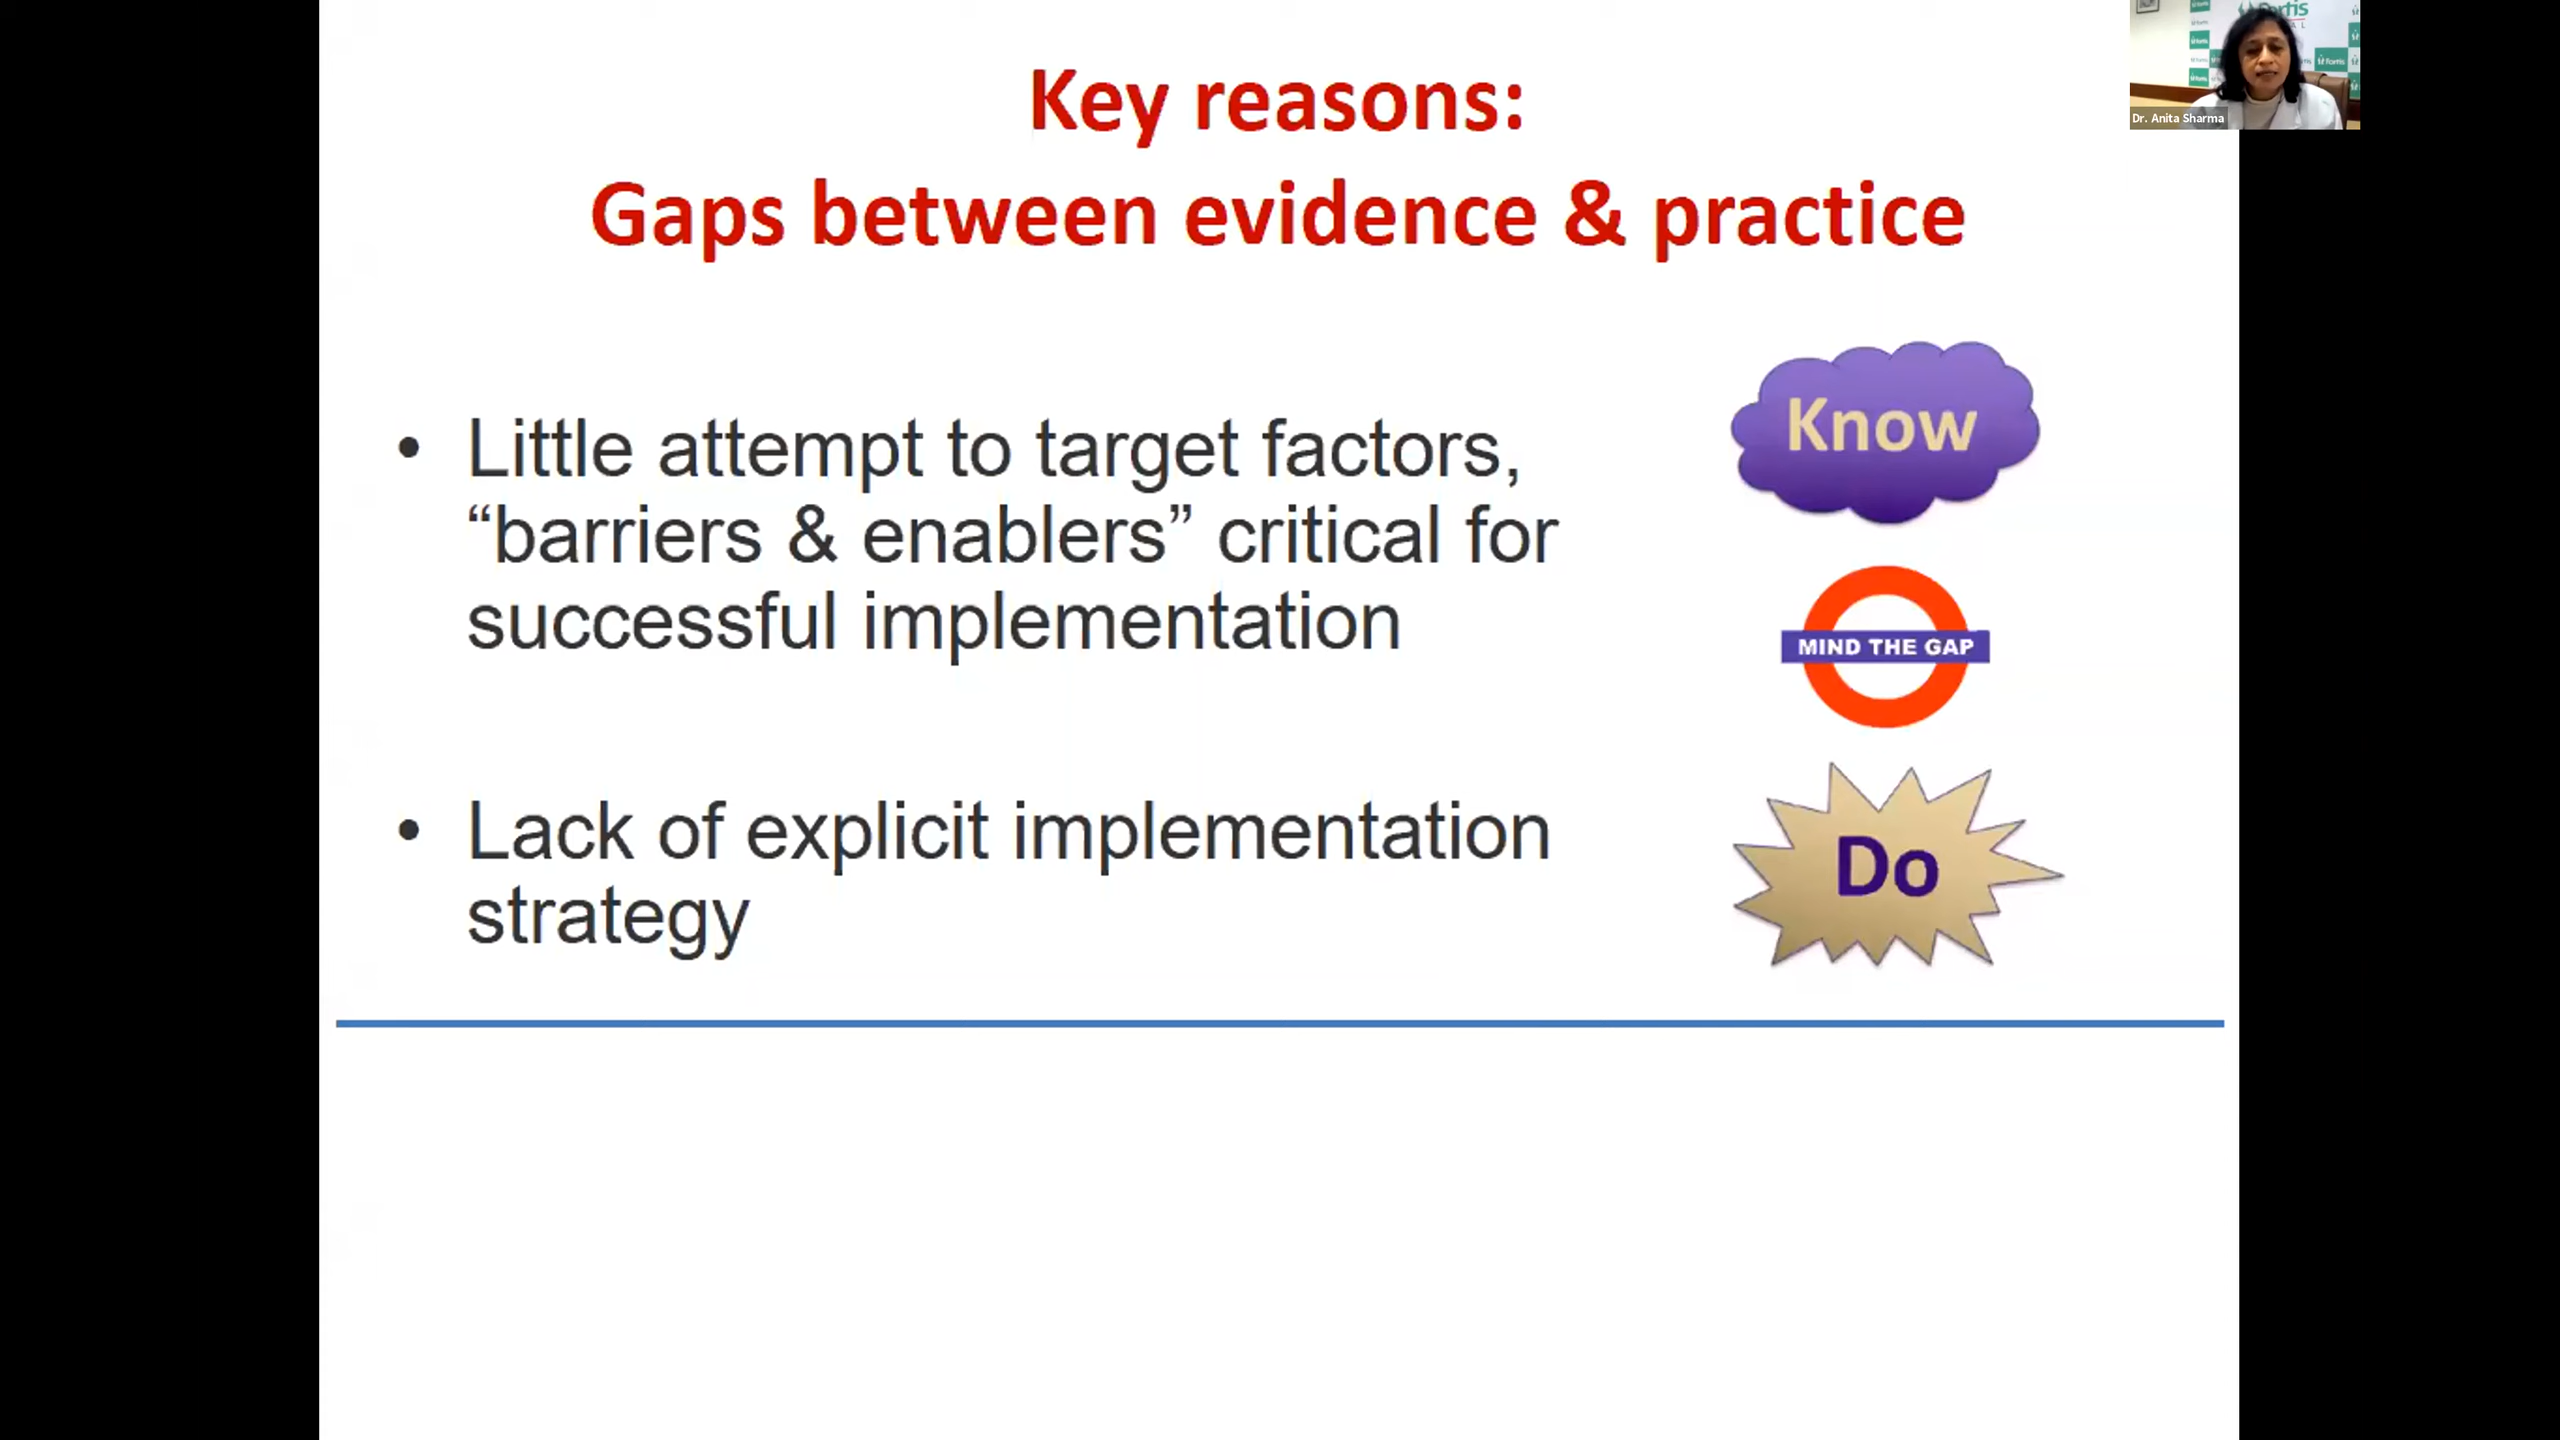 Key reasons:
Gaps between evidence & practice
• Little attempt to target factors,
“barriers & enablers” critical for
successful implementation
• Lack of explicit implementation
strategy
Know
MIND THE GAP
Do
Fortis
Dr. Anita Sharma